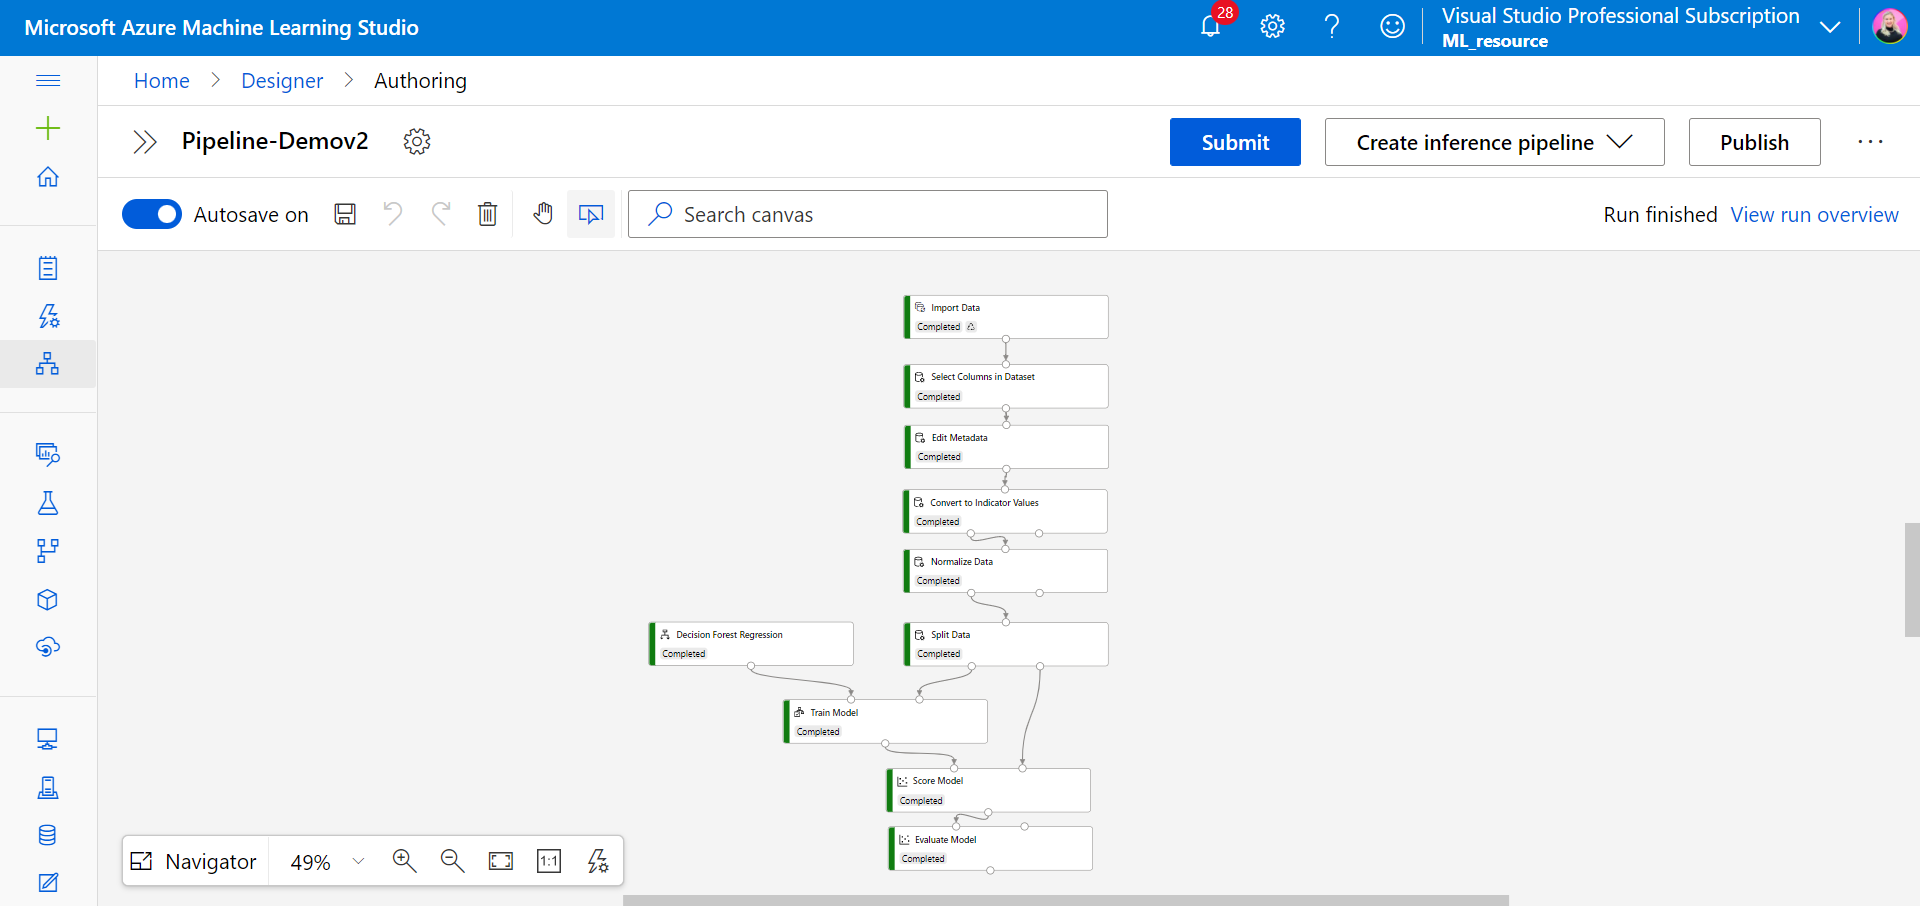 Microsoft Azure Machine Learning Studio
28
Visual Studio Professional Subscription
ML_resource
Home
Designer
Authoring
Pipeline-Demov2
Submit
Create inference pipeline
Publish
Autosave on
Search canvas
Run finished
View run overview
Import Data
Completed
Select Columns in Dataset
Completed
Edit Metadata
Completed
Convert to Indicator Values
Completed
Normalize Data
Completed
Decision Forest Regression
Completed
Split Data
Completed
Train Model
Completed
Score Model
Completed
Evaluate Model
Completed
Navigator
49%
1:1